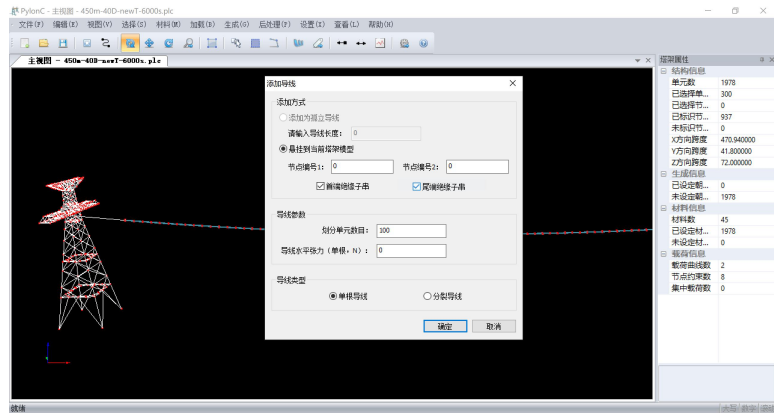 PylonC - 主视图 - 450m-40D-newT-6000s.plc
文件(F) 编辑(E) 视图(V) 选择(S) 材料(M) 加载(B) 生成(G) 后处理(P) 设置(I) 查看(L) 帮助(H)
主视图 - 450m-40D-newT-6000s.plc
添加导线
添加方式
添加为孤立导线
请输入导线长度： 0
悬挂到当前塔架模型
节点编号1： 0 节点编号2： 0
首端绝缘子串 尾端绝缘子串
导线参数
划分单元数目： 100
导线水平张力（单根，N）： 0
导线类型
单根导线 分裂导线
确定 取消
塔架属性
结构信息
单元数 1978
已选择单... 300
已选择节... 0
已标识节... 937
未标识节... 0
X方向跨度 470.940000
Y方向跨度 41.800000
Z方向跨度 72.000000
生成信息
已设定朝... 0
未设定朝... 1978
材料信息
材料数 45
已设定材... 1978
未设定材... 0
载荷信息
载荷曲线数 2
节点约束数 8
集中载荷数 0
就绪
大写 数字